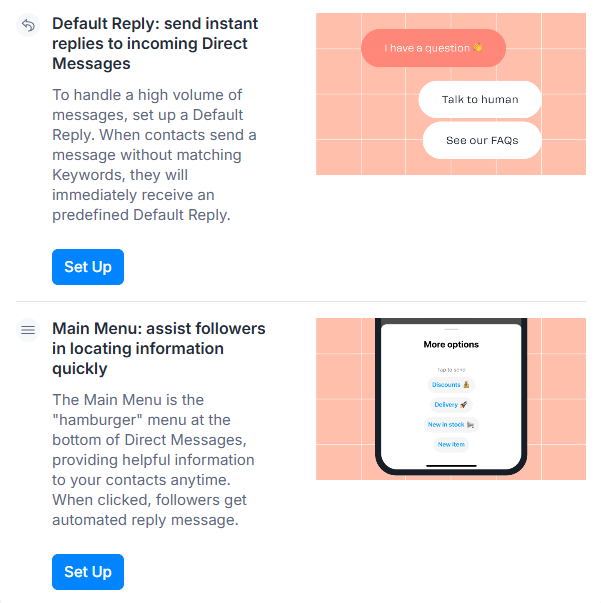 Default Reply: send instant
replies to incoming Direct
Messages
To handle a high volume of
messages, set up a Default
Reply. When contacts send a
message without matching
Keywords, they will
immediately receive an
predefined Default Reply.
Set Up
I have a question 👋
Talk to human
See our FAQs
Main Menu: assist followers
in locating information
quickly
The Main Menu is the
"hamburger" menu at the
bottom of Direct Messages,
providing helpful information
to your contacts anytime.
When clicked, followers get
automated reply message.
Set Up
More options
Tap to send
Discounts 💰
Delivery 🚀
New in stock
New item